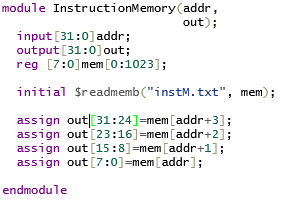 module InstructionMemory(addr,
out);
input[31:0]addr;
output[31:0]out;
reg [7:0]mem[0:1023];
initial $readmemb("instM.txt", mem);
assign out[31:24]=mem[addr+3];
assign out[23:16]=mem[addr+2];
assign out[15:8]=mem[addr+1];
assign out[7:0]=mem[addr];
endmodule